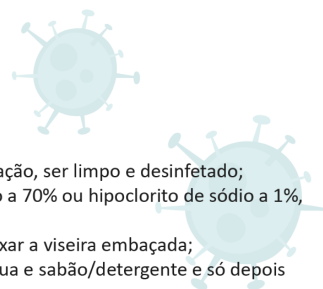 ação, ser limpo e desinfetado;
o a 70% ou hipoclorito de sódio a 1%,
xar a viseira embaçada;
ua e sabão/detergente e só depois